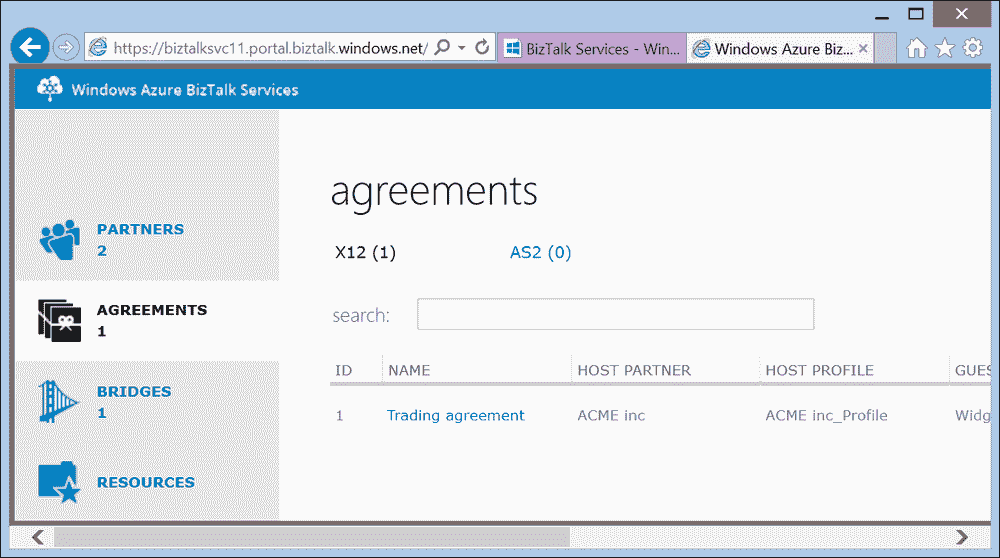 https://biztalksvc11.portal.biztalk.windows.net/
BizTalk Services - Win...
Windows Azure Biz...
Windows Azure BizTalk Services
PARTNERS
2
AGREEMENTS
1
BRIDGES
1
RESOURCES
agreements
X12 (1) AS2 (0)
search:
ID NAME HOST PARTNER HOST PROFILE GUES
1 Trading agreement ACME inc ACME inc_Profile Widg